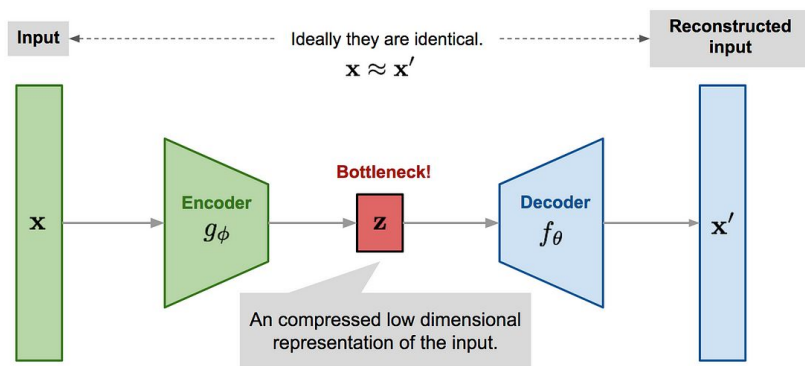 Input
Ideally they are identical.
Reconstructed
input
x ≈ x′
Bottleneck!
Encoder
Decoder
x
gϕ
z
fθ
x′
An compressed low dimensional
representation of the input.